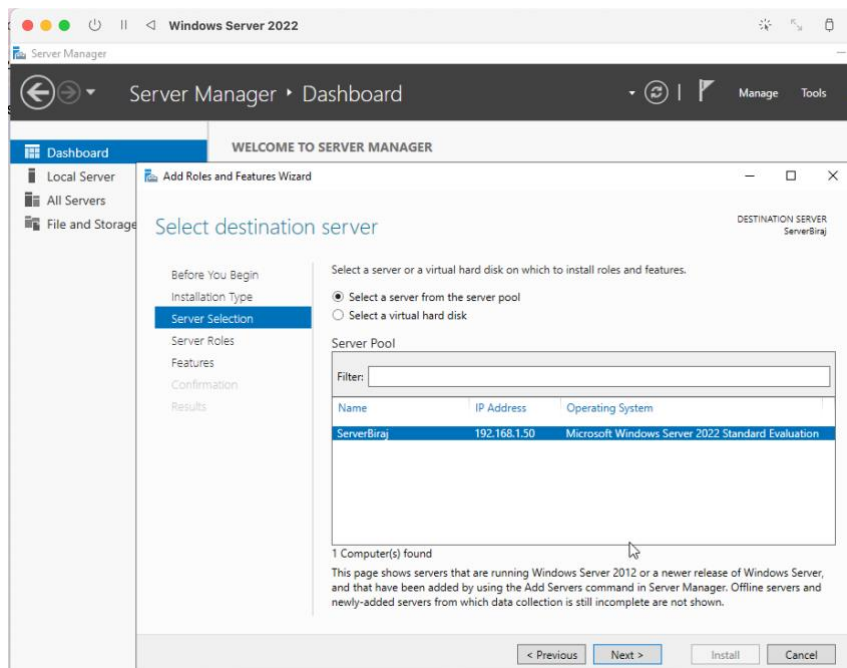 Windows Server 2022
Server Manager
Server Manager • Dashboard
Manage Tools
WELCOME TO SERVER MANAGER
Dashboard
Local Server
All Servers
File and Storage
Add Roles and Features Wizard
Select destination server
DESTINATION SERVER
ServerBiraj
Before You Begin
Installation Type
Server Selection
Server Roles
Features
Confirmation
Results
Select a server or a virtual hard disk on which to install roles and features.
Select a server from the server pool
Select a virtual hard disk
Server Pool
Filter:
Name IP Address Operating System
ServerBiraj 192.168.1.50 Microsoft Windows Server 2022 Standard Evaluation
1 Computer(s) found
This page shows servers that are running Windows Server 2012 or a newer release of Windows Server,
and that have been added by using the Add Servers command in Server Manager. Offline servers and
newly-added servers from which data collection is still incomplete are not shown.
< Previous Next > Install Cancel